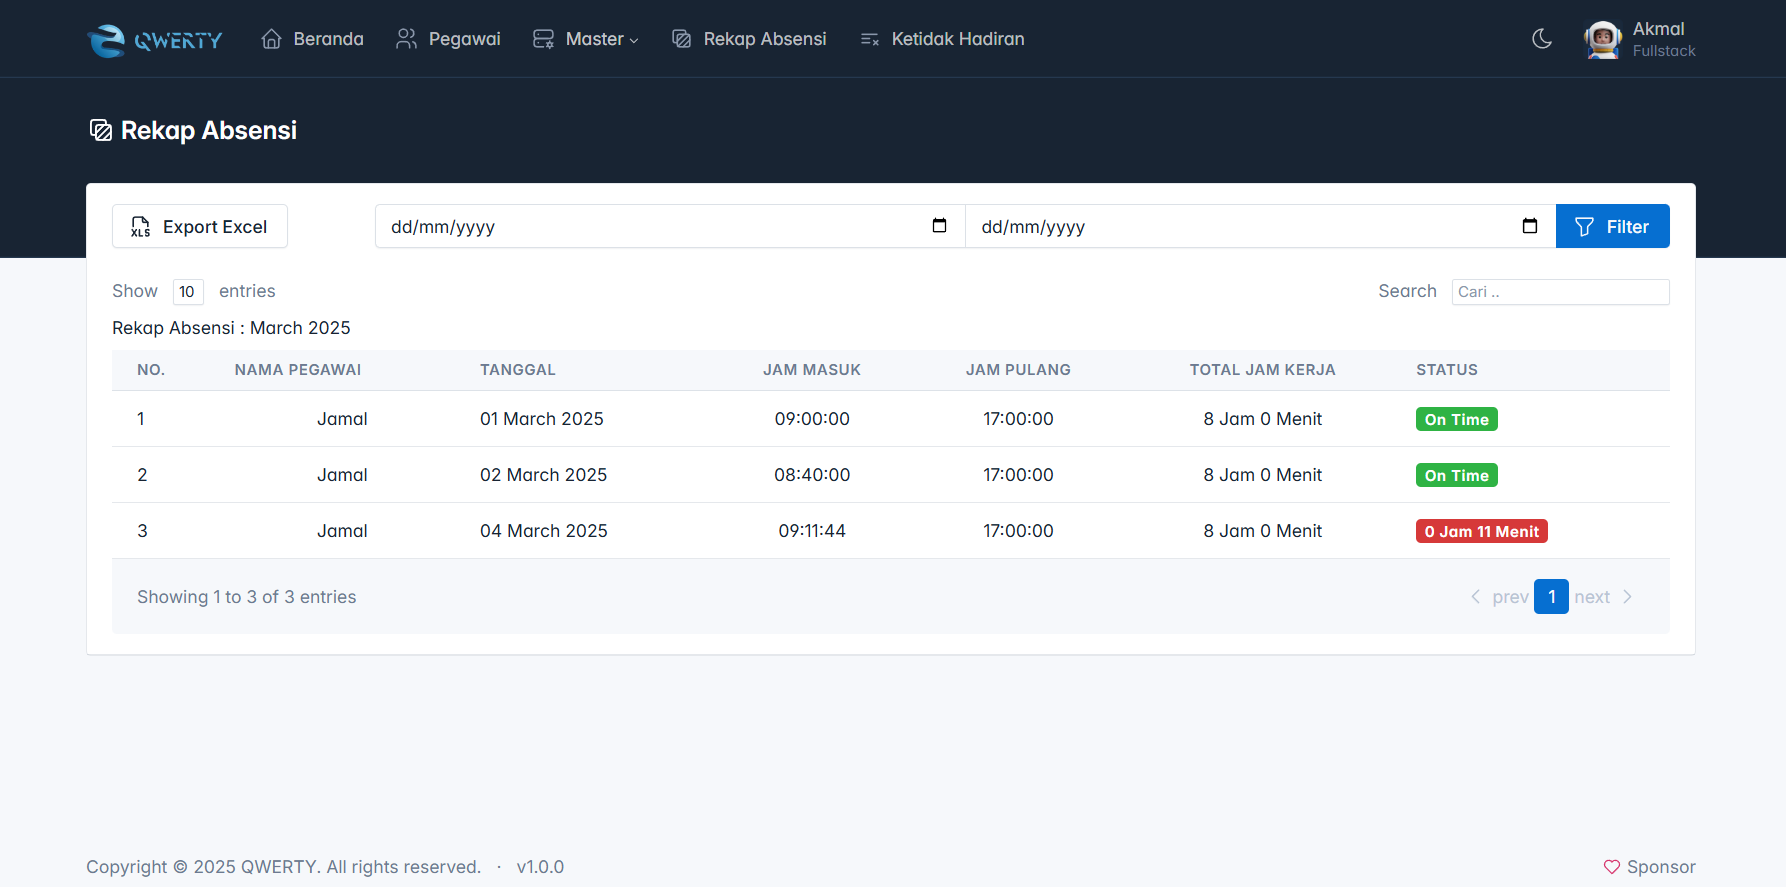 QWERTY Beranda Pegawai Master Rekap Absensi Ketidak Hadiran Akmal
Fullstack
Rekap Absensi
XLS Export Excel dd/mm/yyyy dd/mm/yyyy Filter
Show 10 entries Search Cari ..
Rekap Absensi : March 2025
NO. NAMA PEGAWAI TANGGAL JAM MASUK JAM PULANG TOTAL JAM KERJA STATUS
1 Jamal 01 March 2025 09:00:00 17:00:00 8 Jam 0 Menit On Time
2 Jamal 02 March 2025 08:40:00 17:00:00 8 Jam 0 Menit On Time
3 Jamal 04 March 2025 09:11:44 17:00:00 8 Jam 0 Menit 0 Jam 11 Menit
Showing 1 to 3 of 3 entries prev 1 next
Copyright © 2025 QWERTY. All rights reserved. · v1.0.0 Sponsor